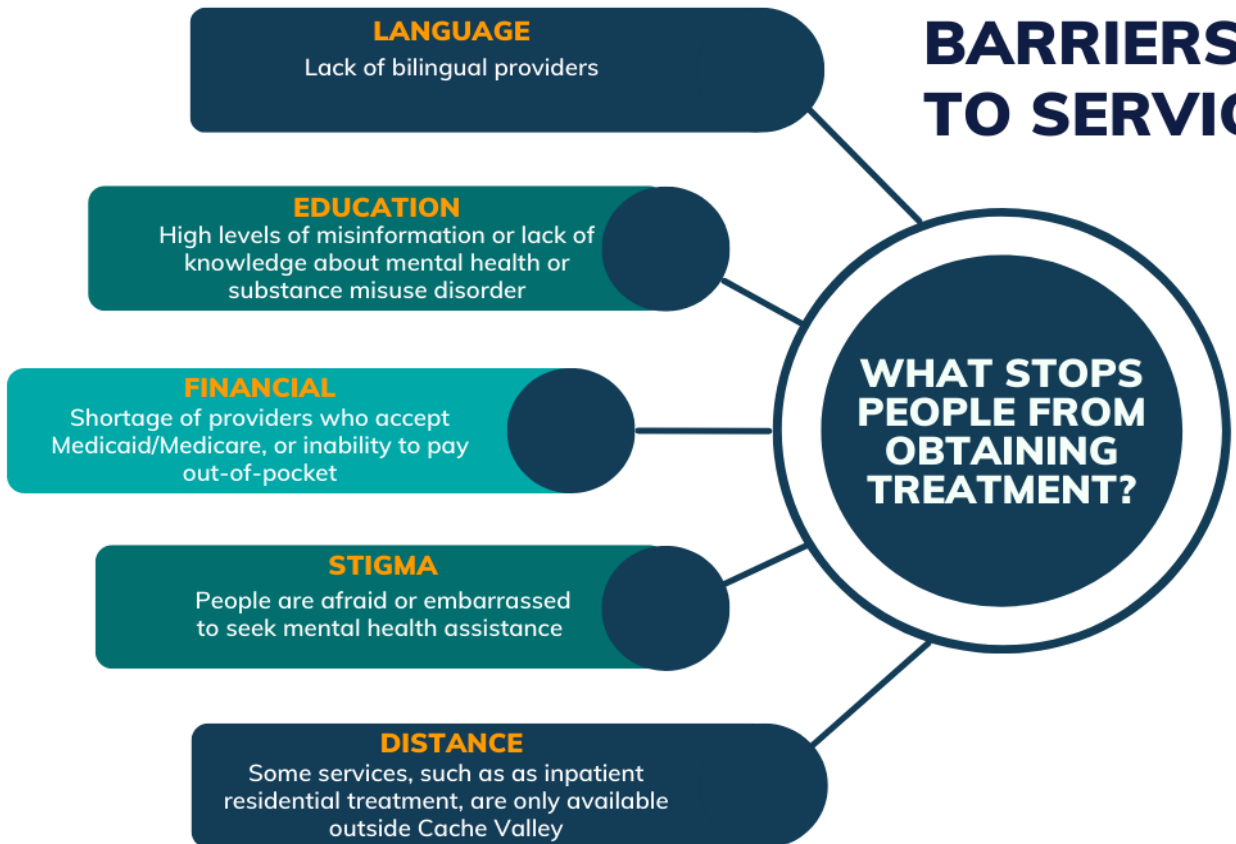 LANGUAGE
Lack of bilingual providers
BARRIERS
TO SERVIC
EDUCATION
High levels of misinformation or lack of
knowledge about mental health or
substance misuse disorder
FINANCIAL
Shortage of providers who accept
Medicaid/Medicare, or inability to pay
out-of-pocket
STIGMA
People are afraid or embarrassed
to seek mental health assistance
DISTANCE
Some services, such as as inpatient
residential treatment, are only available
outside Cache Valley
WHAT STOPS
PEOPLE FROM
OBTAINING
TREATMENT?